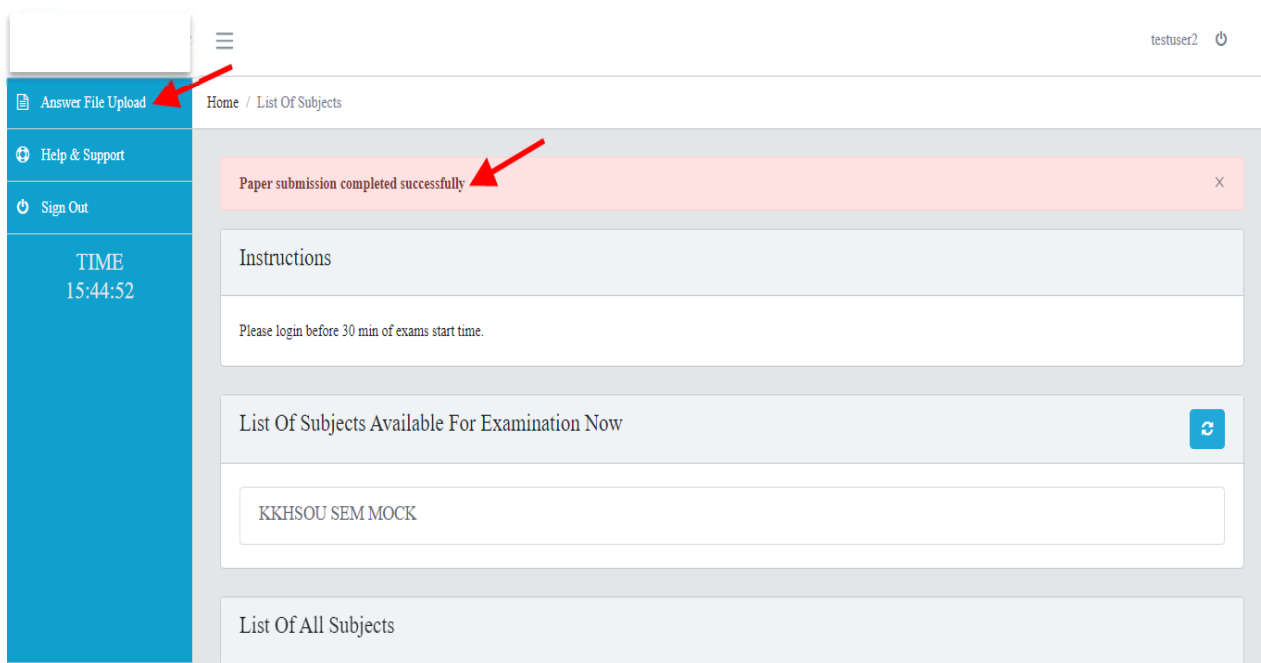 testuser2
Answer File Upload
Home / List Of Subjects
Help & Support
Paper submission completed successfully
X
Sign Out
TIME
15:44:52
Instructions
Please login before 30 min of exams start time.
List Of Subjects Available For Examination Now
KKHSOU SEM MOCK
List Of All Subjects